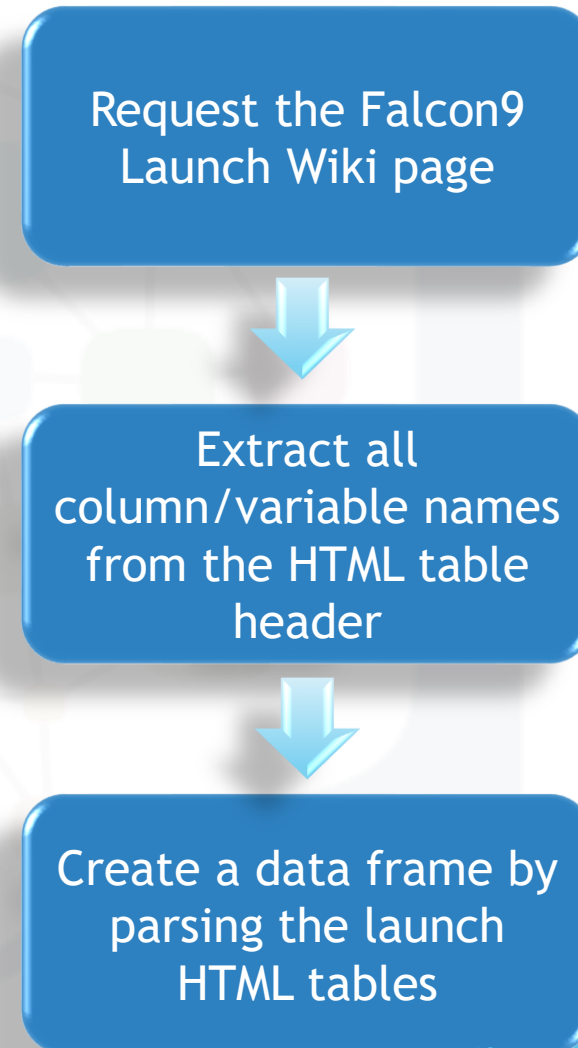 Request the Falcon9
Launch Wiki page
Extract all
column/variable names
from the HTML table
header
Create a data frame by
parsing the launch
HTML tables